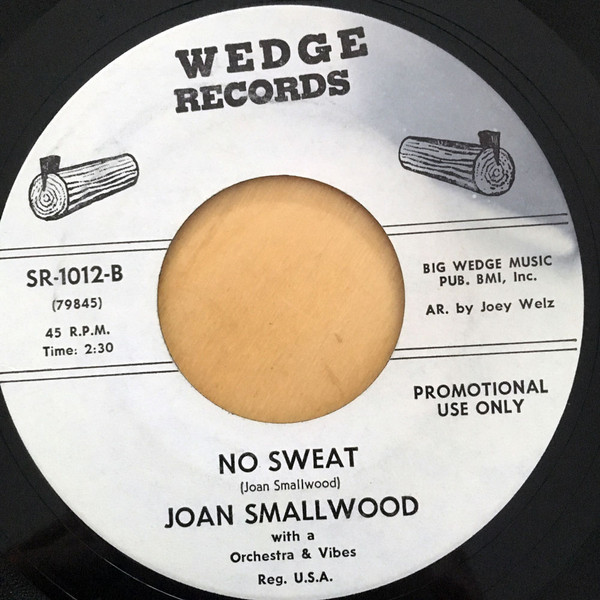 WEDGE
RECORDS
SR-1012-B
(79845)
45 R.P.M.
Time: 2:30
BIG WEDGE MUSIC
PUB. BMI, Inc.
AR. by Joey Welz
PROMOTIONAL
USE ONLY
NO SWEAT
(Joan Smallwood)
JOAN SMALLWOOD
with a
Orchestra & Vibes
Reg. U.S.A.